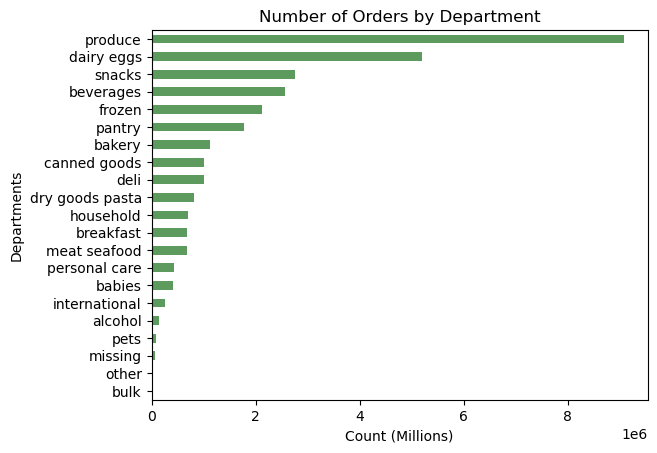 Number of Orders by Department
Departments
produce
dairy eggs
snacks
beverages
frozen
pantry
bakery
canned goods
deli
dry goods pasta
household
breakfast
meat seafood
personal care
babies
international
alcohol
pets
missing
other
bulk
0 2 4 6 8
1e6
Count (Millions)